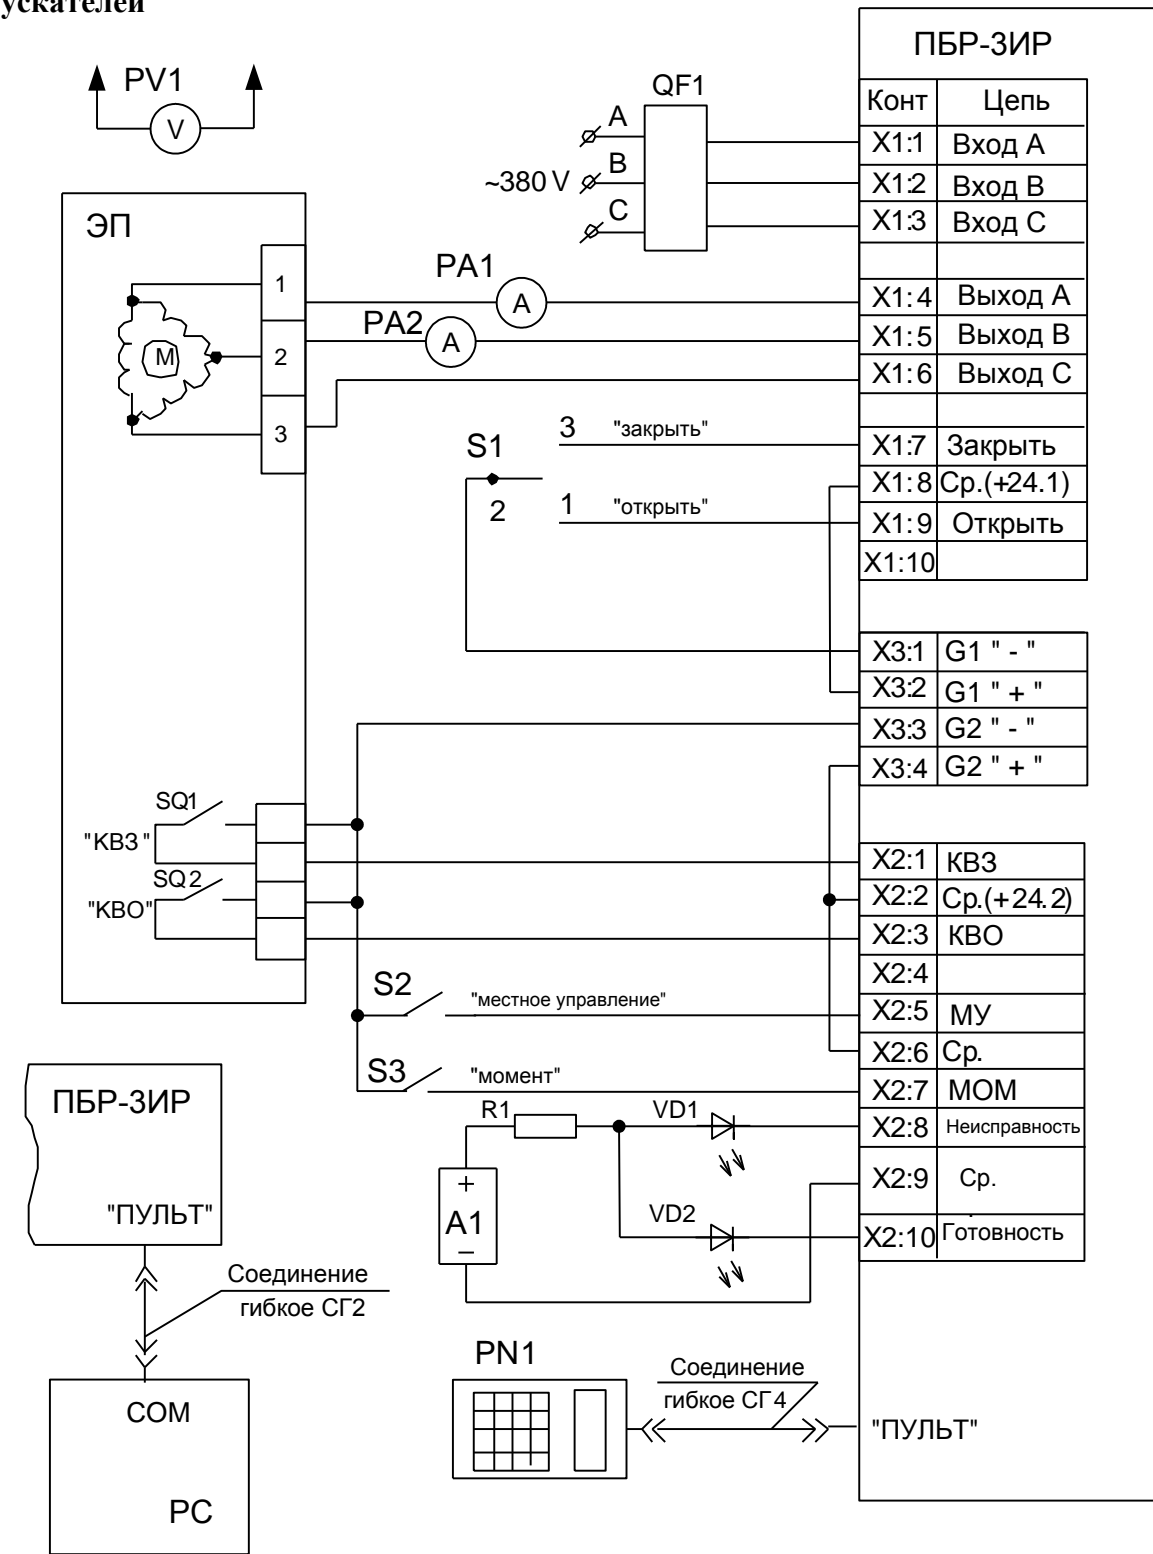 ускателей
PV1
V
QF1
A
B
C
~380 V
ЭП
1
2
3
M
PA1
A
PA2
A
S1
3 "закрыть"
2
1 "открыть"
ПБР-3ИР
Конт Цепь
X1:1 Вход А
X1:2 Вход В
X1:3 Вход С
X1:4 Выход А
X1:5 Выход В
X1:6 Выход С
X1:7 Закрыть
X1:8 Ср.(+24.1)
X1:9 Открыть
X1:10
X3:1 G1 " - "
X3:2 G1 " + "
X3:3 G2 " - "
X3:4 G2 " + "
X2:1 КВЗ
X2:2 Ср.(+24.2)
X2:3 КВО
X2:4
X2:5 МУ
X2:6 Ср.
X2:7 МОМ
X2:8 Неисправность
X2:9 Ср.
X2:10 Готовность
SQ1
"КВЗ"
SQ2
"КВО"
S2 "местное управление"
S3 "момент"
R1
VD1
+
A1
–
VD2
ПБР-3ИР
"ПУЛЬТ"
Соединение
гибкое СГ2
COM
PC
PN1
Соединение
гибкое СГ4
"ПУЛЬТ"